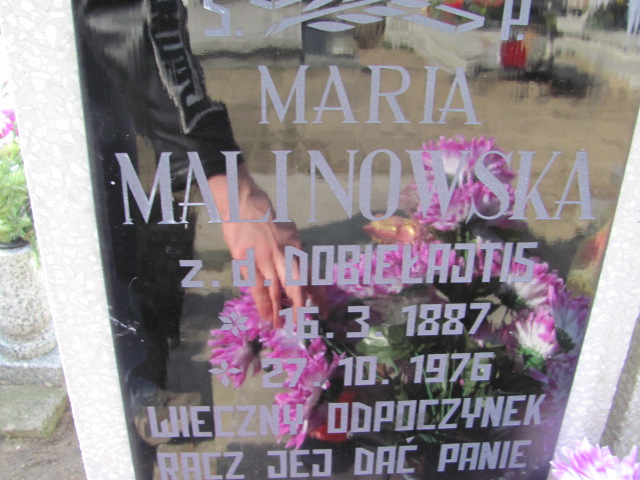 Ś. P.
MARIA
MALINOWSKA
z.d. DOBIEŁAJTIS
* 16.3.1887
* 27.10.1976
WIECZNY ODPOCZYNEK
RACZ JEJ DAĆ PANIE